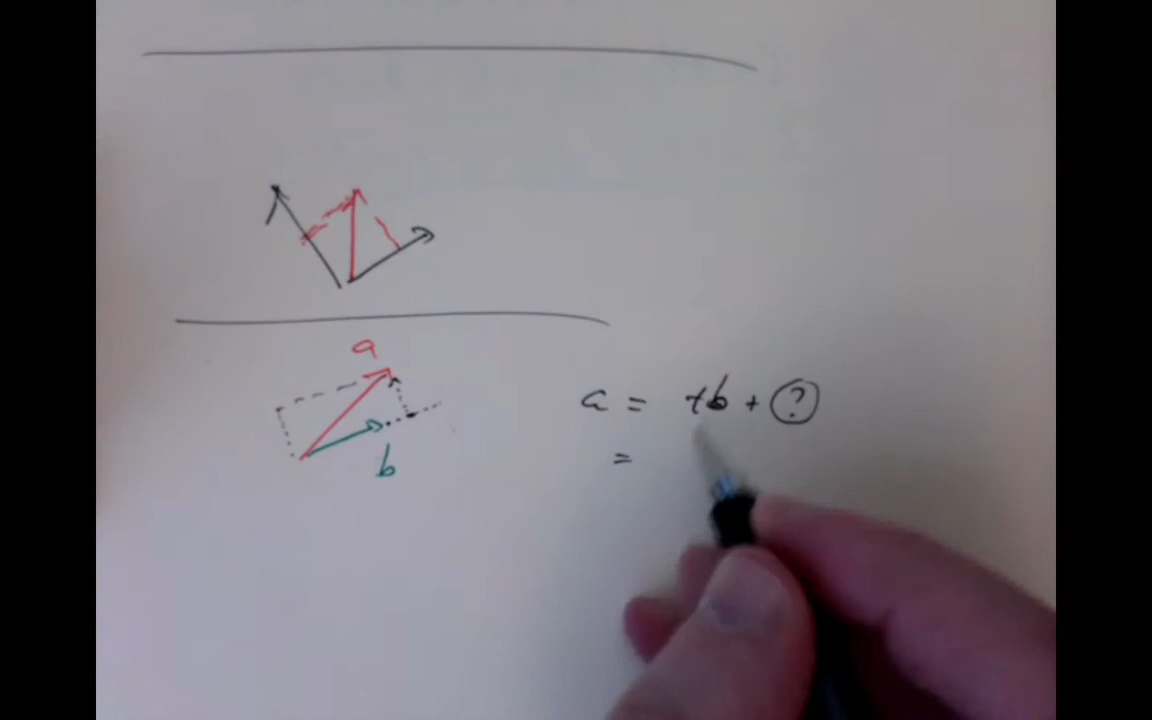 a
a = tb + ?
=
b